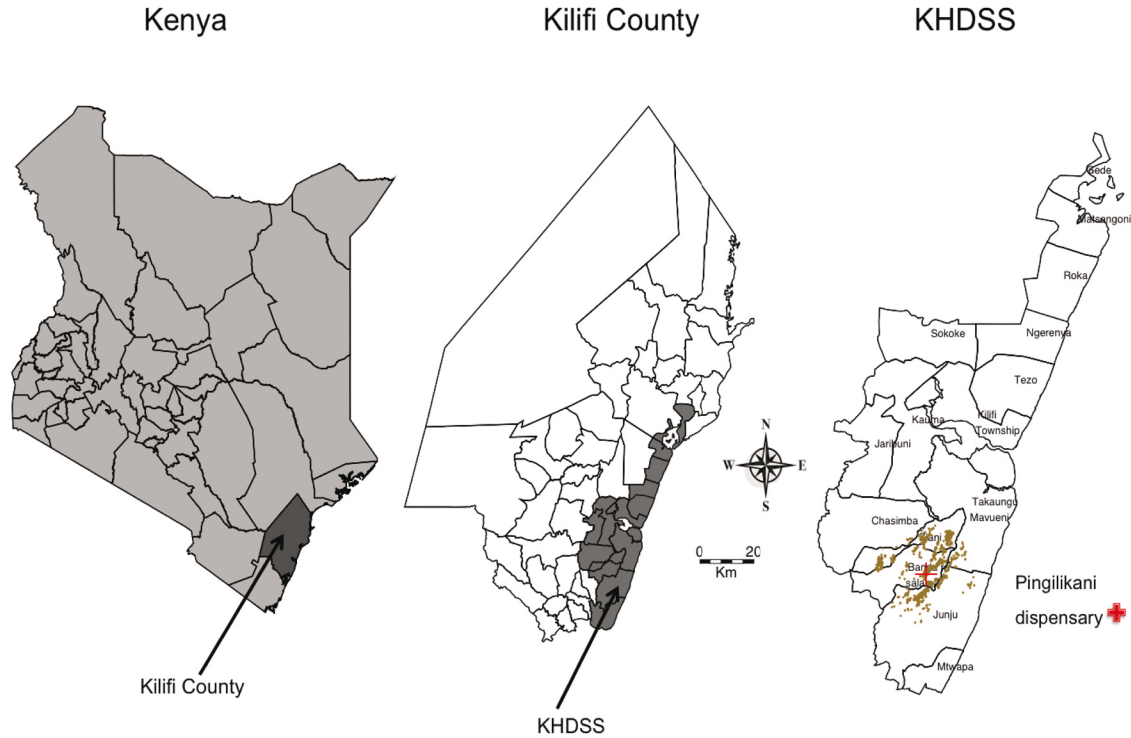 Kenya
Kilifi County
KHDSS
Gede
Matsangoni
Roka
Sokoke
Ngerenya
Tezo
Kilifi
Township
Kauma
Jaribuni
Takaungu
Mavueni
Chasimba
Junju
Mtwapa
N
W
E
S
0 20
Km
Pingilikani
dispensary
Kilifi County
KHDSS